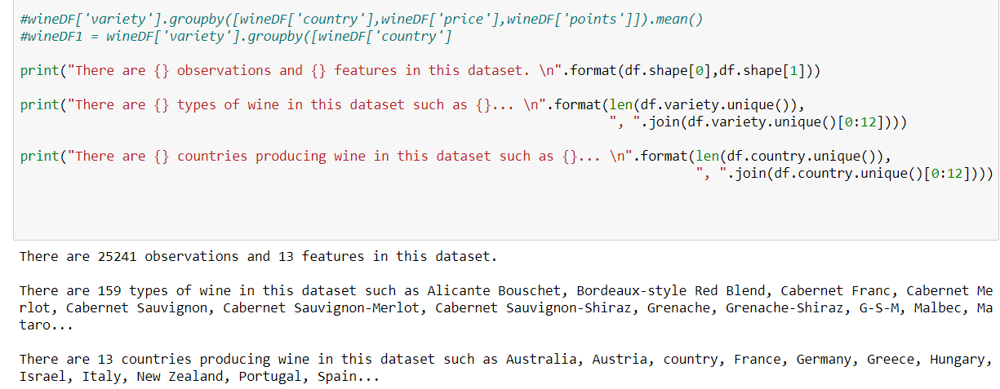 #wineDF['variety'].groupby([wineDF['country'],wineDF['price'],wineDF['points']]).mean()
#wineDF1 = wineDF['variety'].groupby([wineDF['country']
print("There are {} observations and {} features in this dataset. \n".format(df.shape[0],df.shape[1]))
print("There are {} types of wine in this dataset such as {}... \n".format(len(df.variety.unique()),
", ".join(df.variety.unique()[0:12])))
print("There are {} countries producing wine in this dataset such as {}... \n".format(len(df.country.unique()),
", ".join(df.country.unique()[0:12])))
There are 25241 observations and 13 features in this dataset.
There are 159 types of wine in this dataset such as Alicante Bouschet, Bordeaux-style Red Blend, Cabernet Franc, Cabernet Me
rlot, Cabernet Sauvignon, Cabernet Sauvignon-Merlot, Cabernet Sauvignon-Shiraz, Grenache, Grenache-Shiraz, G-S-M, Malbec, Ma
taro...
There are 13 countries producing wine in this dataset such as Australia, Austria, country, France, Germany, Greece, Hungary,
Israel, Italy, New Zealand, Portugal, Spain...